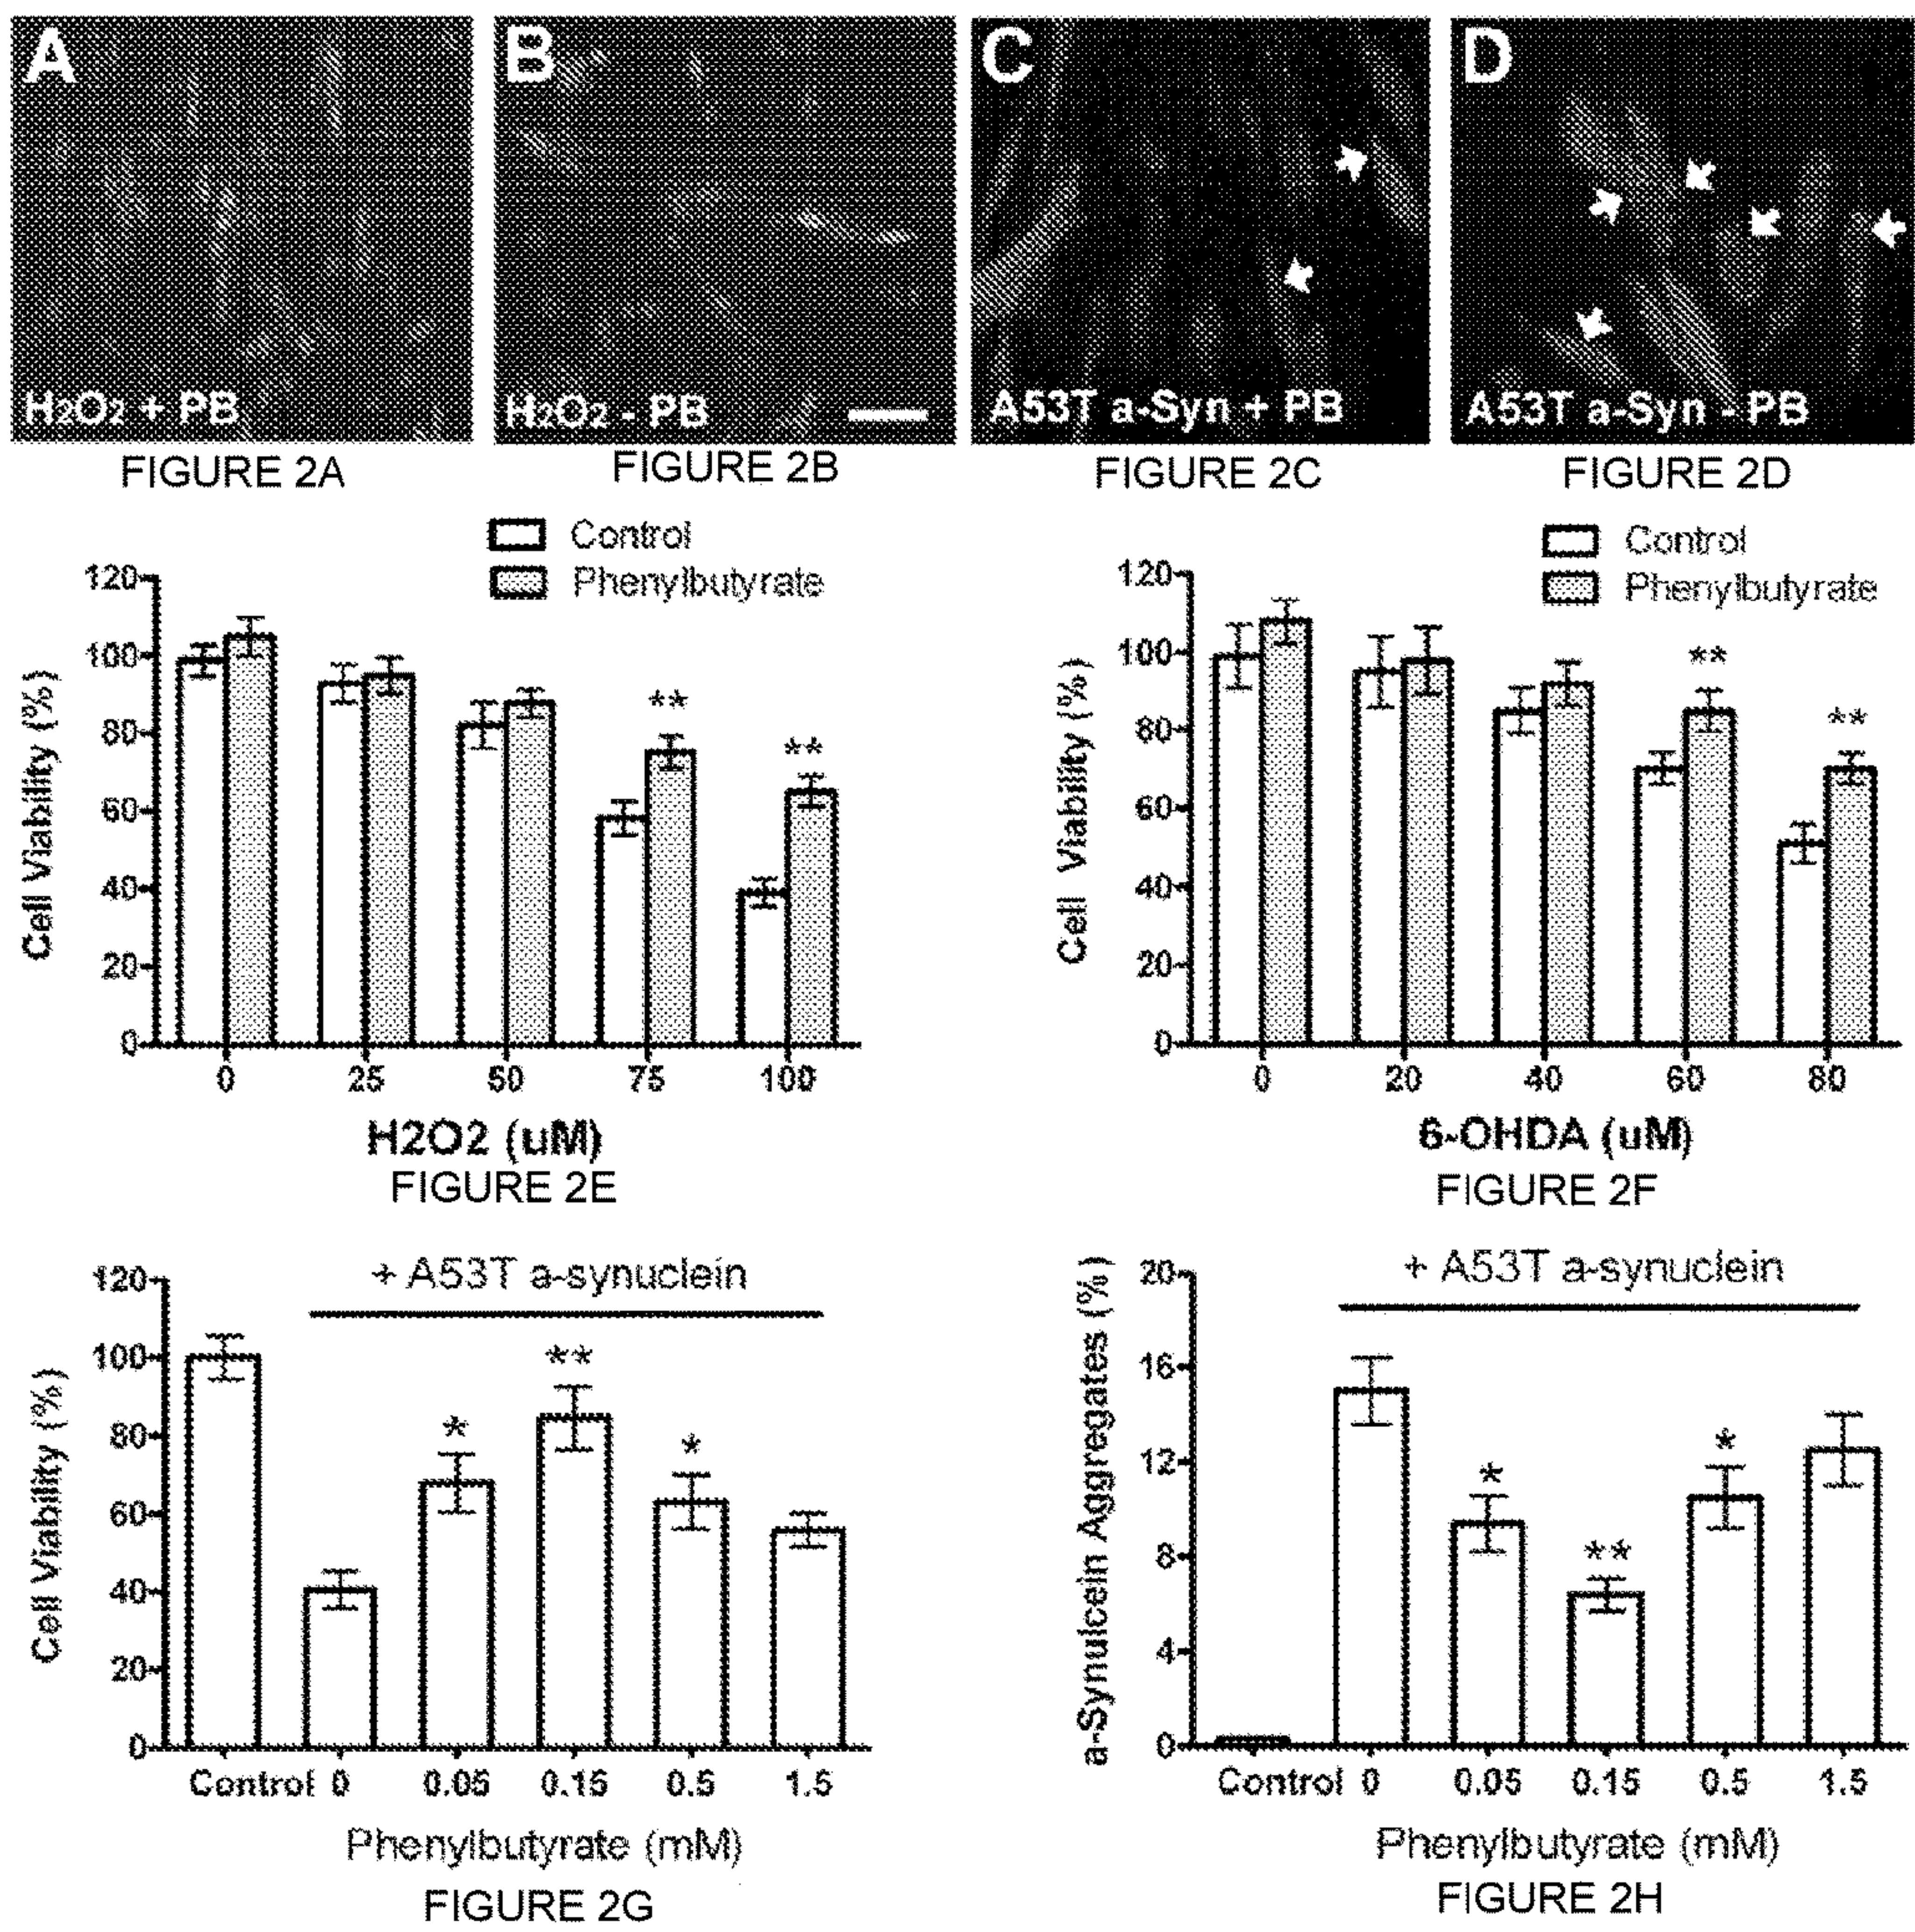 A
H2O2 + PB
FIGURE 2A
B
H2O2 - PB
FIGURE 2B
C
A53T a-Syn + PB
FIGURE 2C
D
A53T a-Syn - PB
FIGURE 2D
Control
Phenylbutyrate
Cell Viability (%)
120
100
80
60
40
20
0
** **
0 25 50 75 100
H2O2 (uM)
FIGURE 2E
Control
Phenylbutyrate
Cell Viability (%)
120
100
80
60
40
20
0
** **
0 20 40 60 80
6-OHDA (uM)
FIGURE 2F
+ A53T a-synuclein
Cell Viability (%)
120
100
80
60
40
20
0
* ** *
Control 0 0.05 0.15 0.5 1.5
Phenylbutyrate (mM)
FIGURE 2G
+ A53T a-synuclein
a-Synulcein Aggregates (%)
20
16
12
8
4
0
* ** *
Control 0 0.05 0.15 0.5 1.5
Phenylbutyrate (mM)
FIGURE 2H